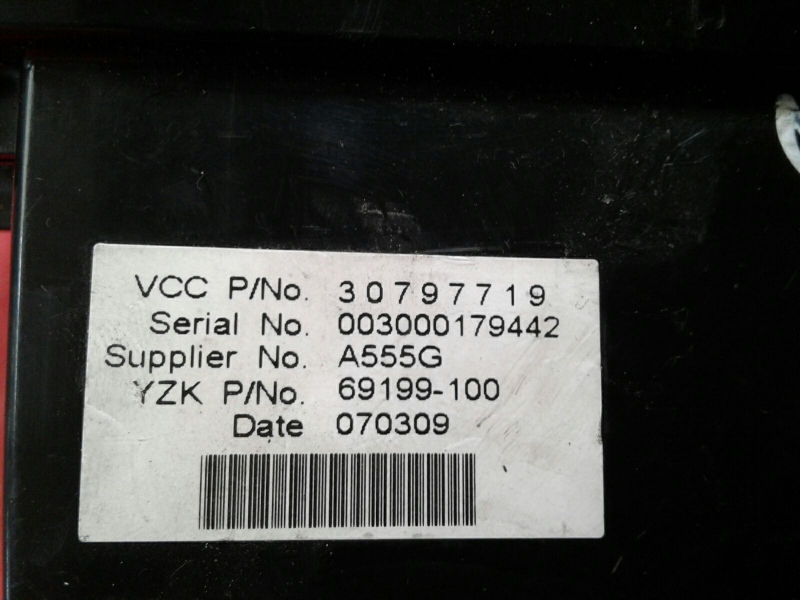 VCC P/No. 30797719
Serial No. 003000179442
Supplier No. A555G
YZK P/No. 69199-100
Date 070309